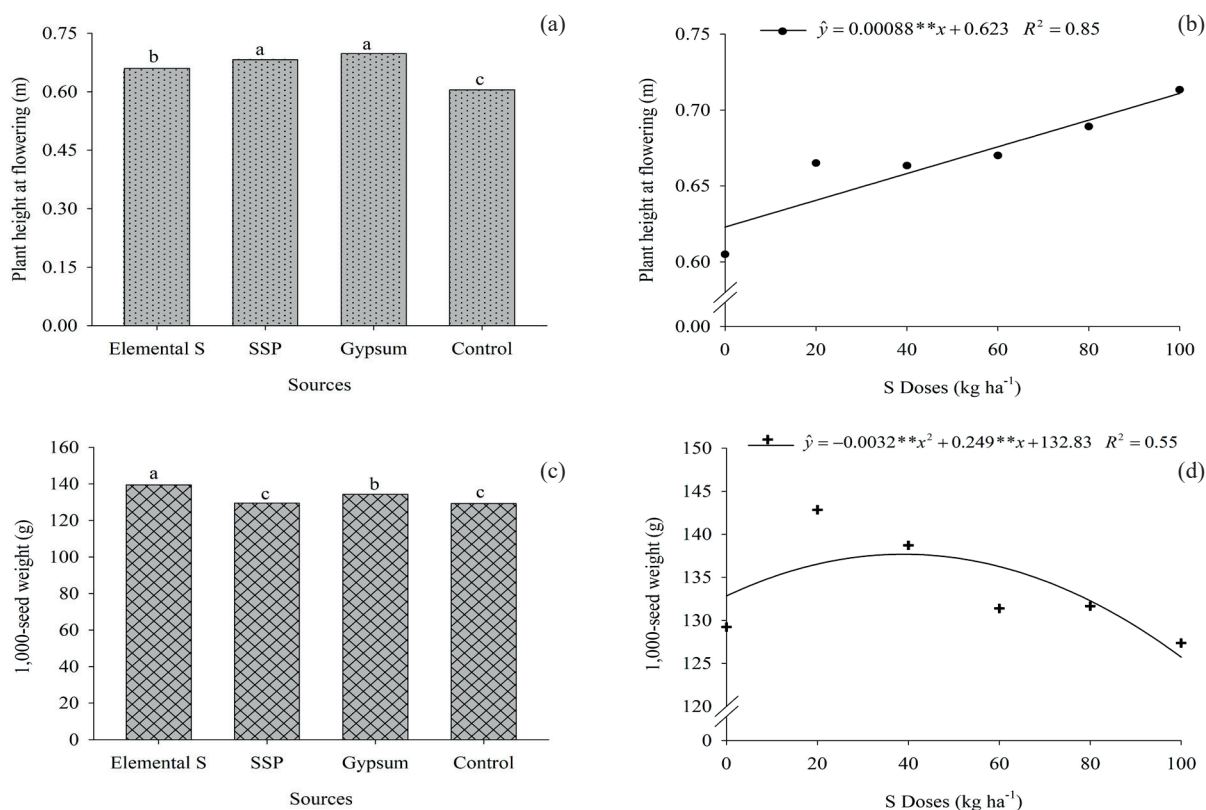 (a)
Plant height at flowering (m)
0.75
0.60
0.45
0.30
0.15
0.00
b
a
a
c
Elemental S SSP Gypsum Control
Sources
(b)
ŷ = 0.00088**x + 0.623 R² = 0.85
Plant height at flowering (m)
0.75
0.70
0.65
0.60
0.00
0 20 40 60 80 100
S Doses (kg ha⁻¹)
(c)
1,000-seed weight (g)
160
140
120
100
80
60
40
20
0
a
c
b
c
Elemental S SSP Gypsum Control
Sources
(d)
ŷ = −0.0032**x² + 0.249**x + 132.83 R² = 0.55
1,000-seed weight (g)
150
145
140
135
130
125
120
0
0 20 40 60 80 100
S Doses (kg ha⁻¹)